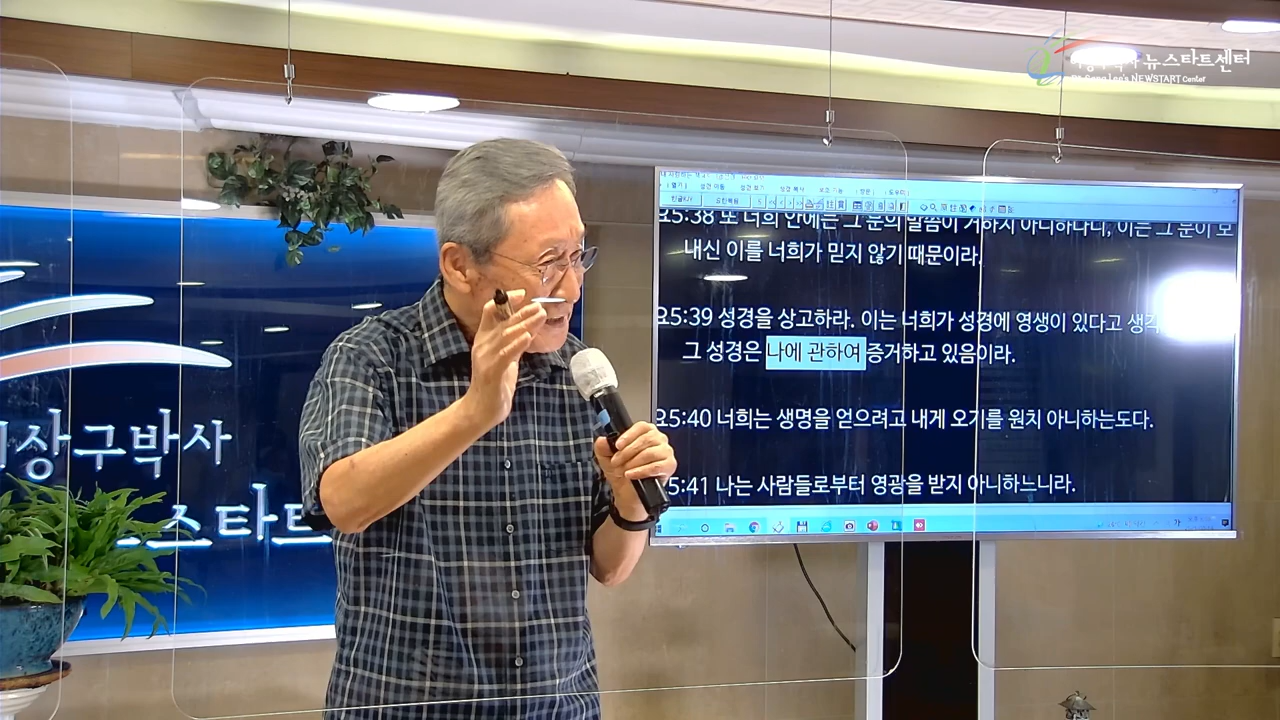 뉴스타트센터
Dr. Sang Lee's NEWSTART Center
요5:38 또 너희 안에는 그 분의 말씀이 거하지 아니하나니, 이는 그 분이 보
내신 이를 너희가 믿지 않기 때문이라.
요5:39 성경을 상고하라. 이는 너희가 성경에 영생이 있다고 생각
그 성경은 나에 관하여 증거하고 있음이라.
요5:40 너희는 생명을 얻으려고 내게 오기를 원치 아니하는도다.
5:41 나는 사람들로부터 영광을 받지 아니하느니라.
이상구박사
스타트